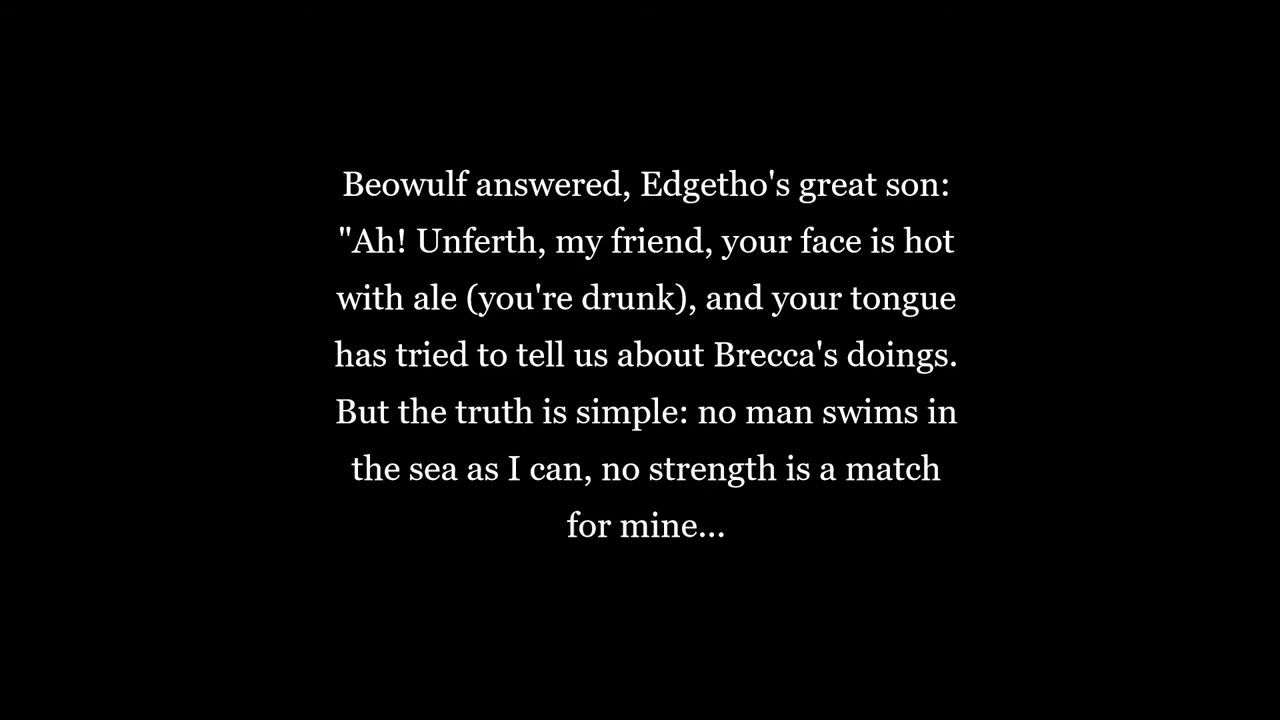 Beowulf answered, Edgetho's great son:
"Ah! Unferth, my friend, your face is hot
with ale (you're drunk), and your tongue
has tried to tell us about Brecca's doings.
But the truth is simple: no man swims in
the sea as I can, no strength is a match
for mine...